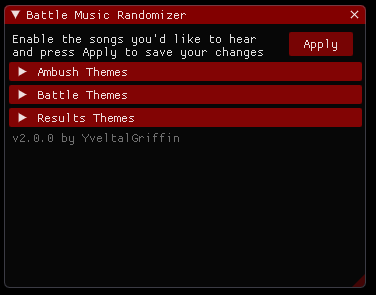 Battle Music Randomizer
Enable the songs you'd like to hear
and press Apply to save your changes
Apply
Ambush Themes
Battle Themes
Results Themes
v2.0.0 by YveltalGriffin